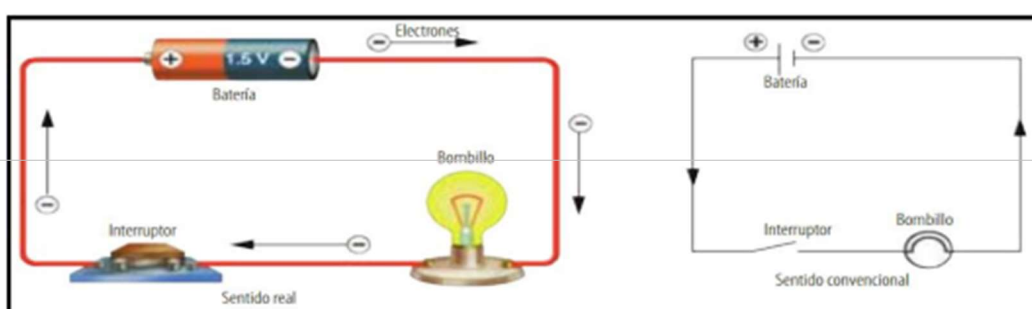 Electrones
1.5 V
Batería
Bombillo
Interruptor
Sentido real
Batería
Interruptor
Bombillo
Sentido convencional